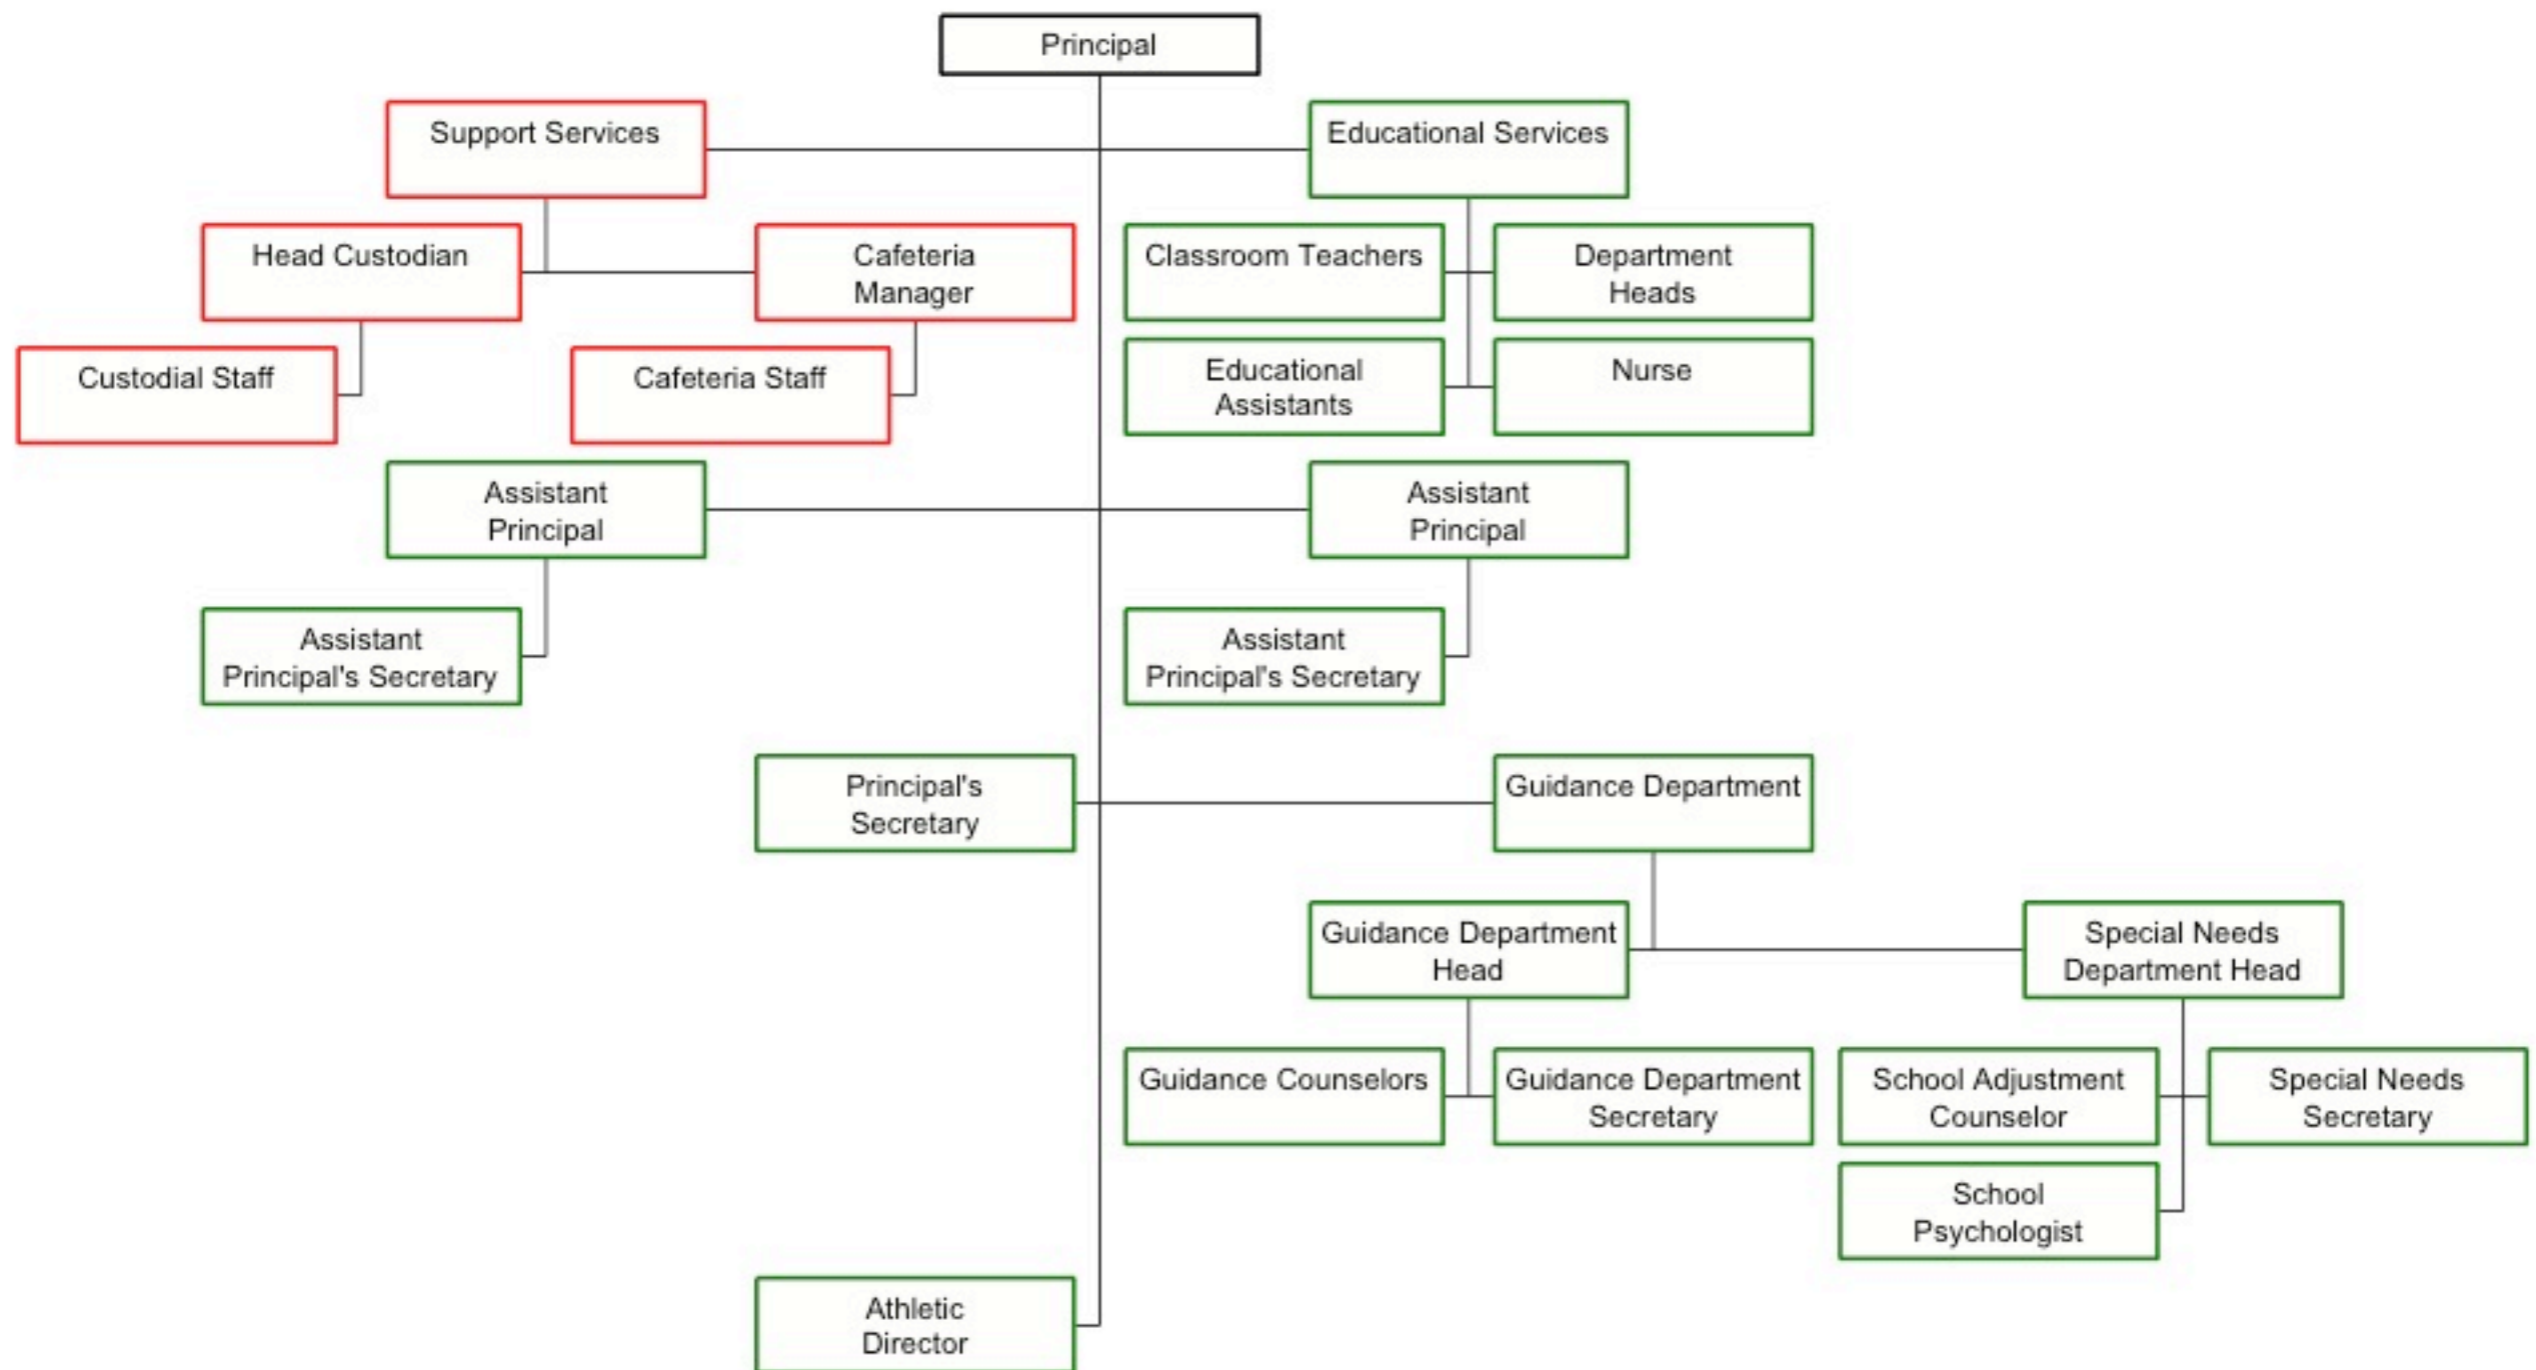 Principal
Support Services
Educational Services
Head Custodian
Cafeteria
Manager
Classroom Teachers
Department
Heads
Custodial Staff
Cafeteria Staff
Educational
Assistants
Nurse
Assistant
Principal
Assistant
Principal
Assistant
Principal's Secretary
Assistant
Principal's Secretary
Principal's
Secretary
Guidance Department
Guidance Department
Head
Special Needs
Department Head
Guidance Counselors
Guidance Department
Secretary
School Adjustment
Counselor
Special Needs
Secretary
School
Psychologist
Athletic
Director